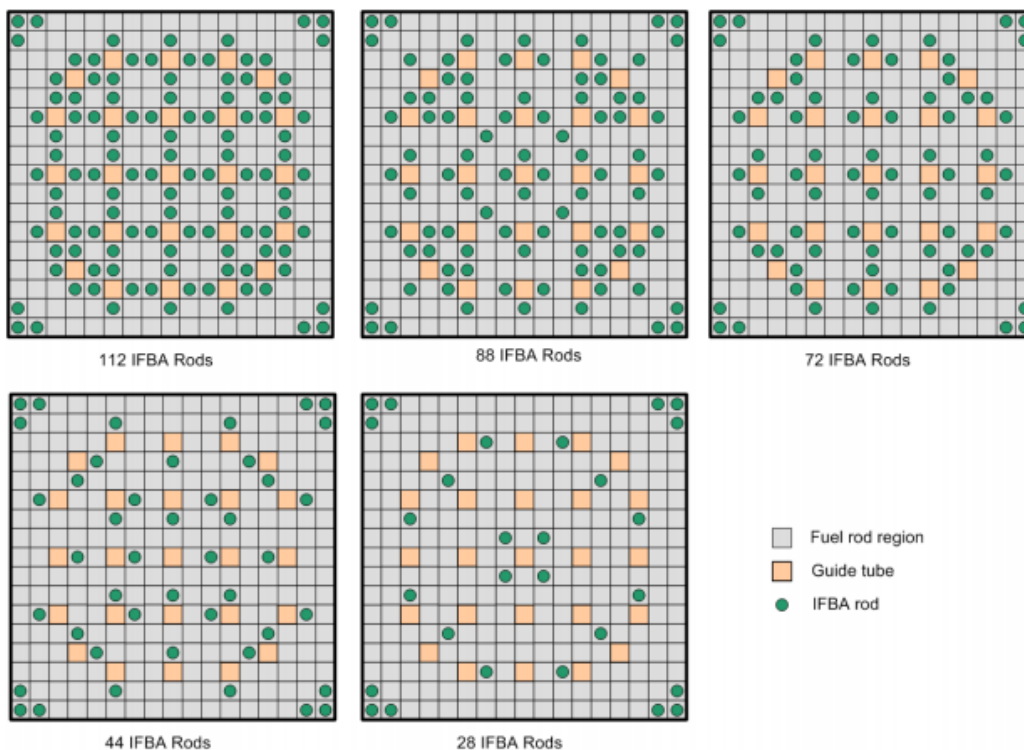 112 IFBA Rods
88 IFBA Rods
72 IFBA Rods
44 IFBA Rods
28 IFBA Rods
Fuel rod region
Guide tube
IFBA rod